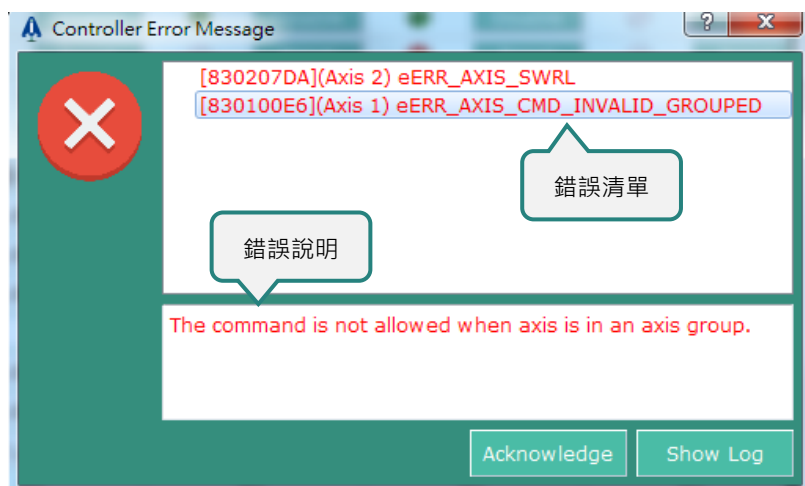 Controller Error Message
?
[830207DA](Axis 2) eERR_AXIS_SWRL
[830100E6](Axis 1) eERR_AXIS_CMD_INVALID_GROUPED
錯誤清單
錯誤說明
The command is not allowed when axis is in an axis group.
Acknowledge
Show Log